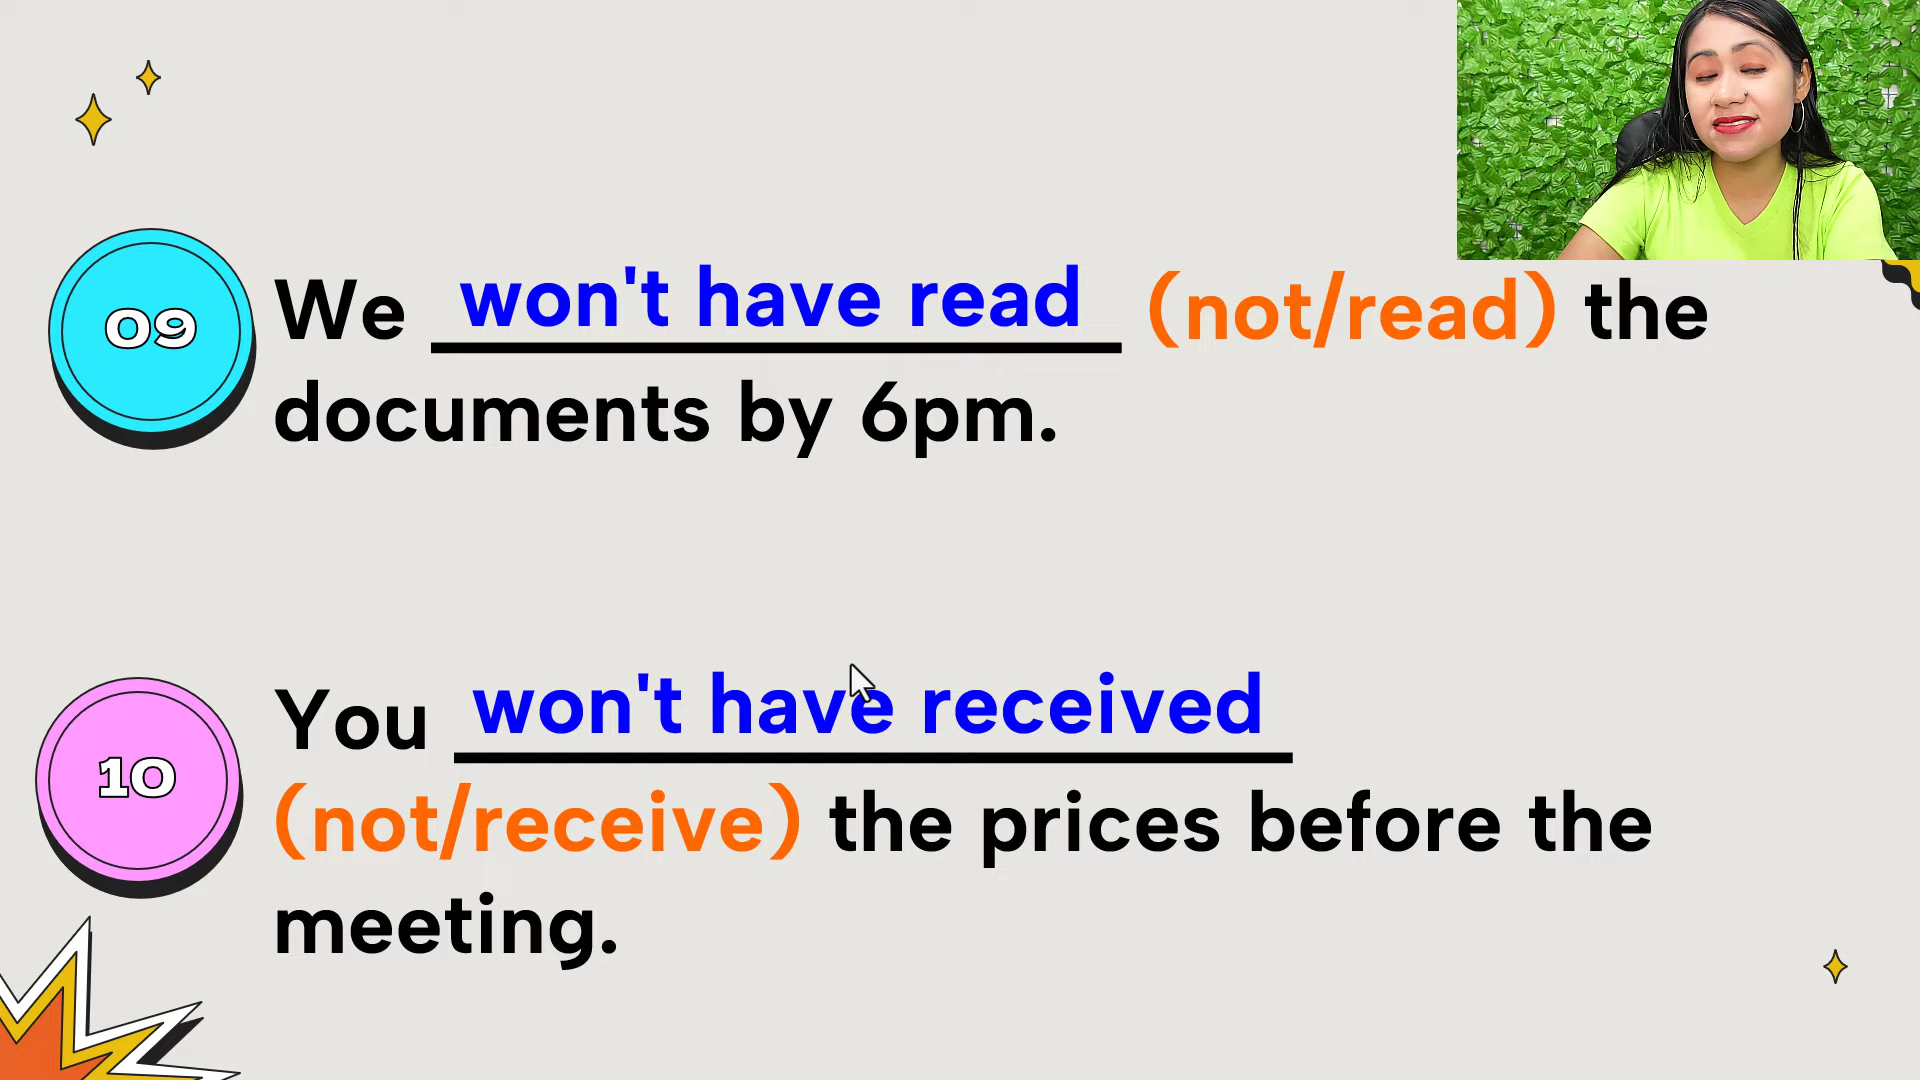 09
We won't have read (not/read) the
documents by 6pm.
10
You won't have received
(not/receive) the prices before the
meeting.